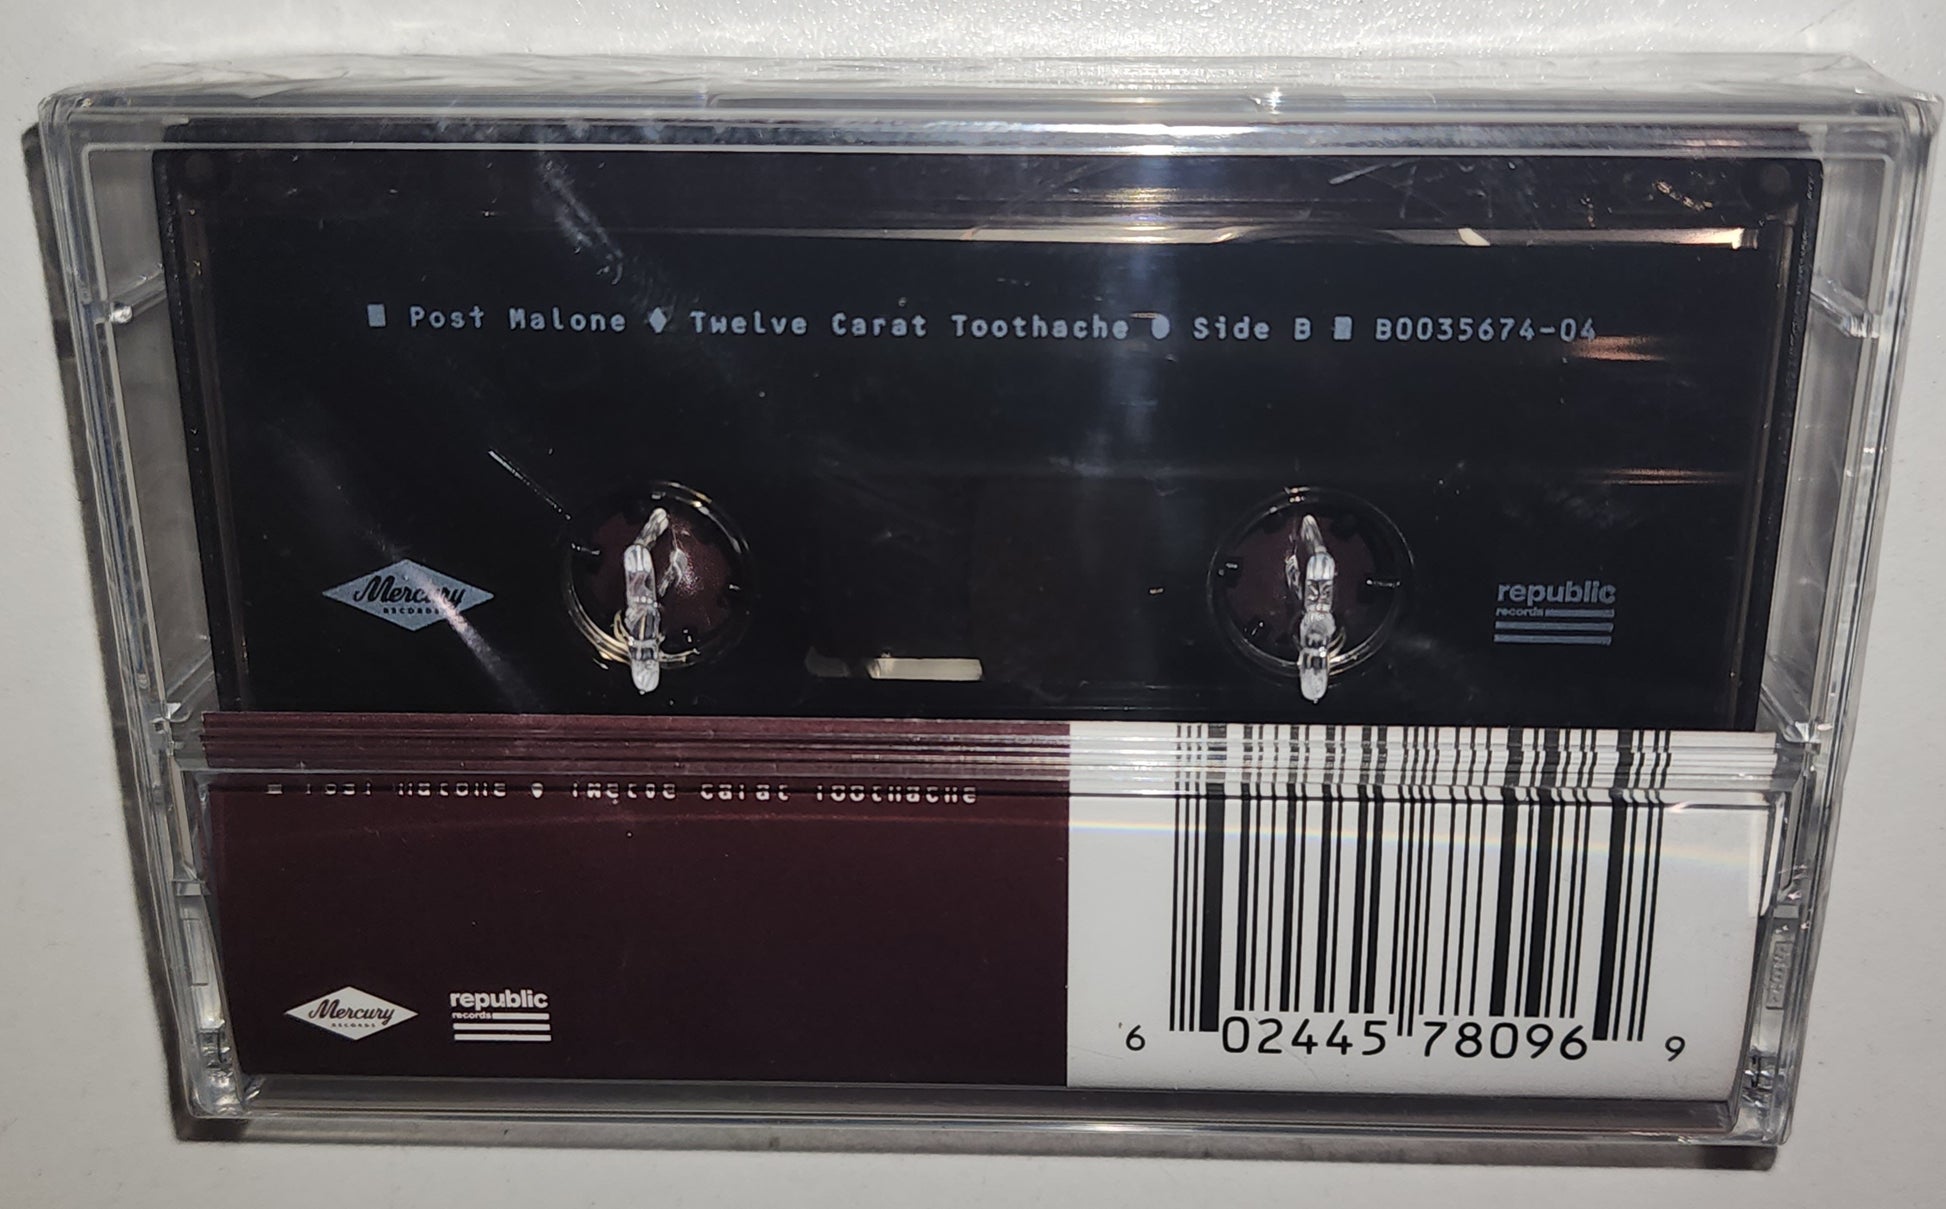 ■ Post Malone ♦ Twelve Carat Toothache ● Side B ■ B0035674-04
Mercury
RECORDS
republic
records
■ Post Malone ♦ Twelve Carat Toothache
Mercury
RECORDS
republic
records
6 02445 78096 9